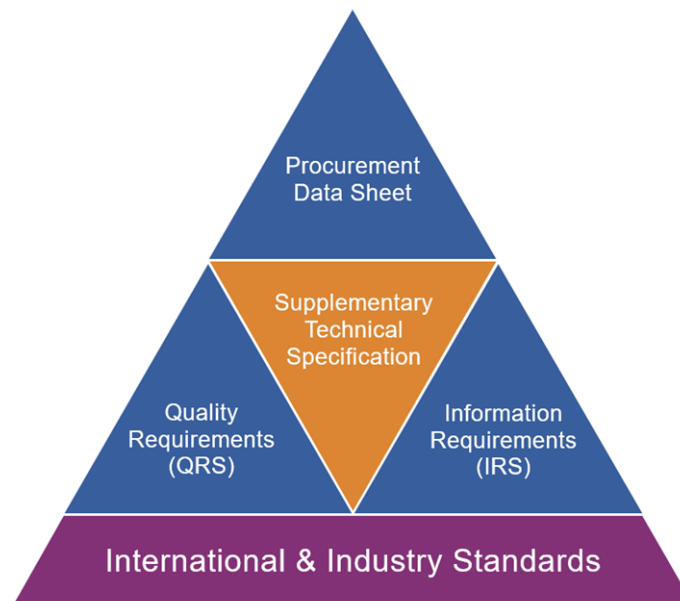 Procurement
Data Sheet
Supplementary
Technical
Specification
Quality
Requirements
(QRS)
Information
Requirements
(IRS)
International & Industry Standards